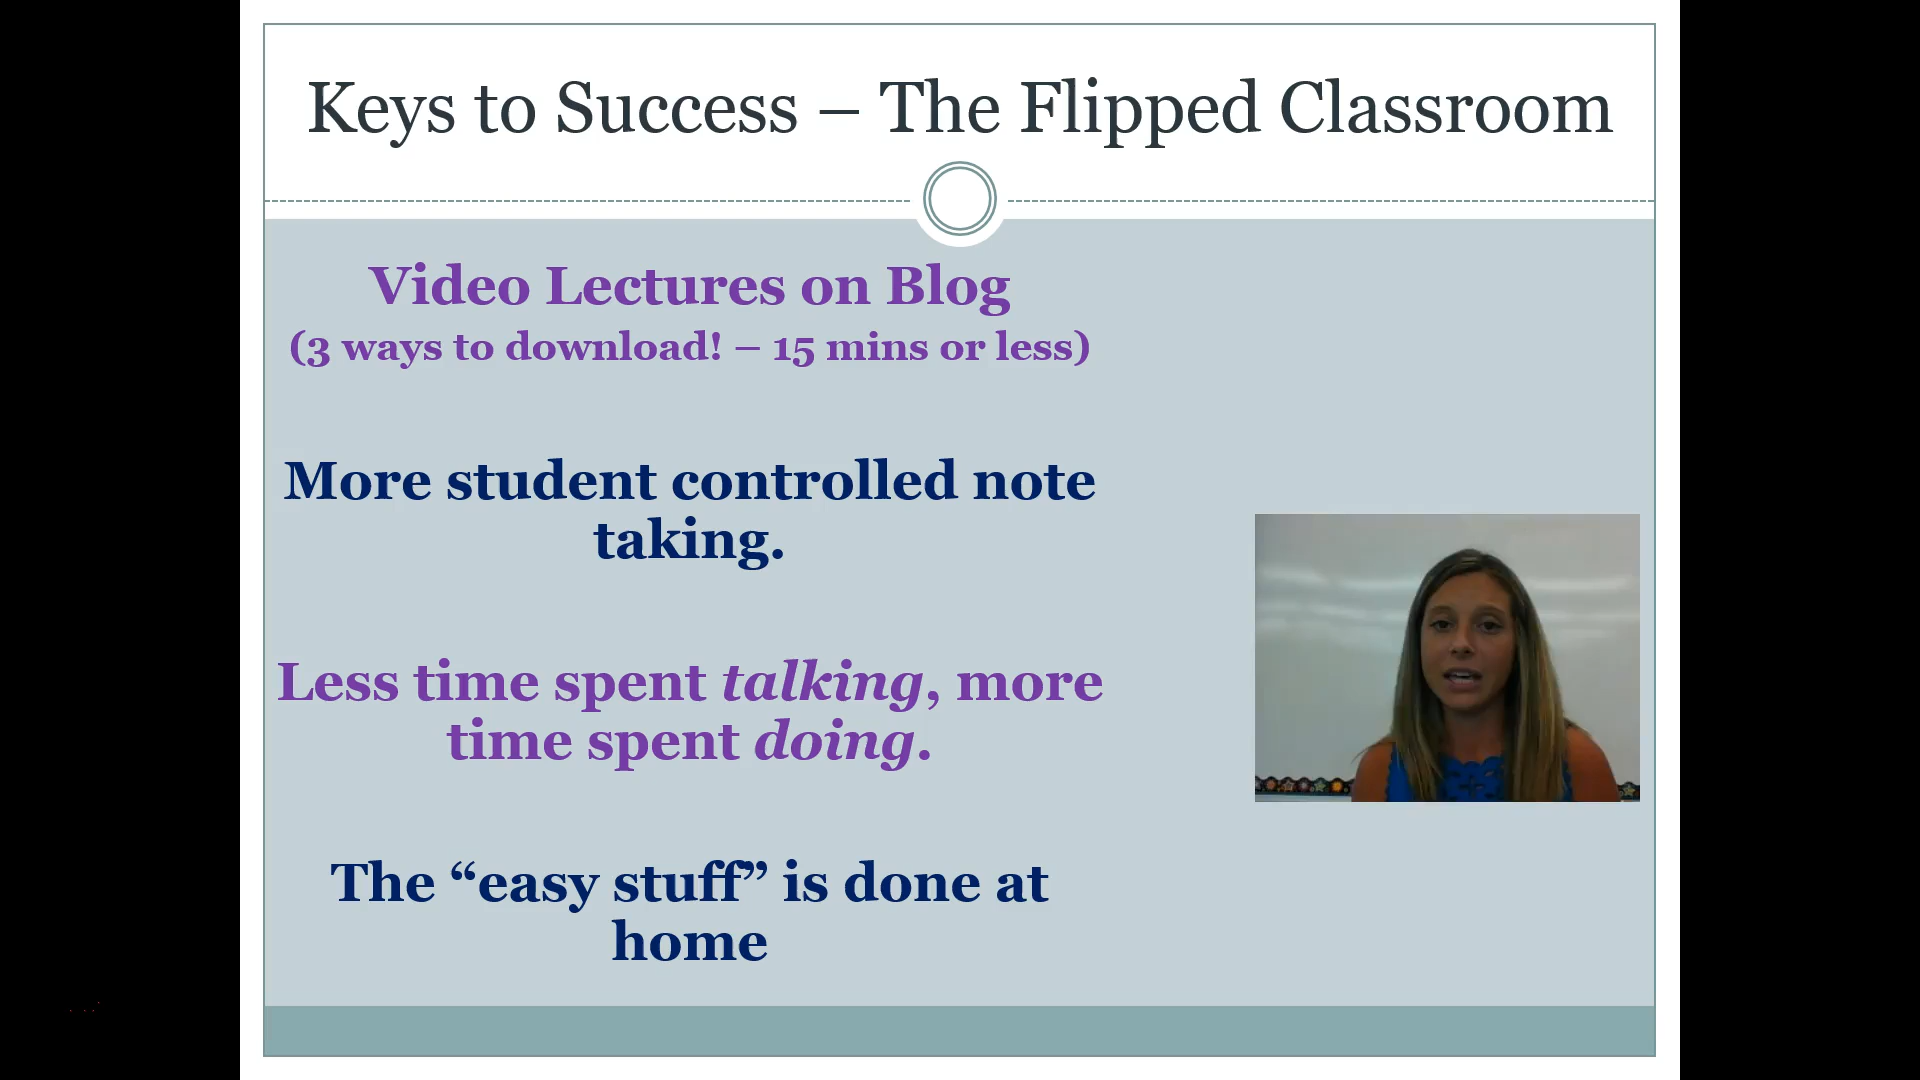 Keys to Success – The Flipped Classroom
Video Lectures on Blog
(3 ways to download! – 15 mins or less)
More student controlled note
taking.
Less time spent talking, more
time spent doing.
The “easy stuff” is done at
home